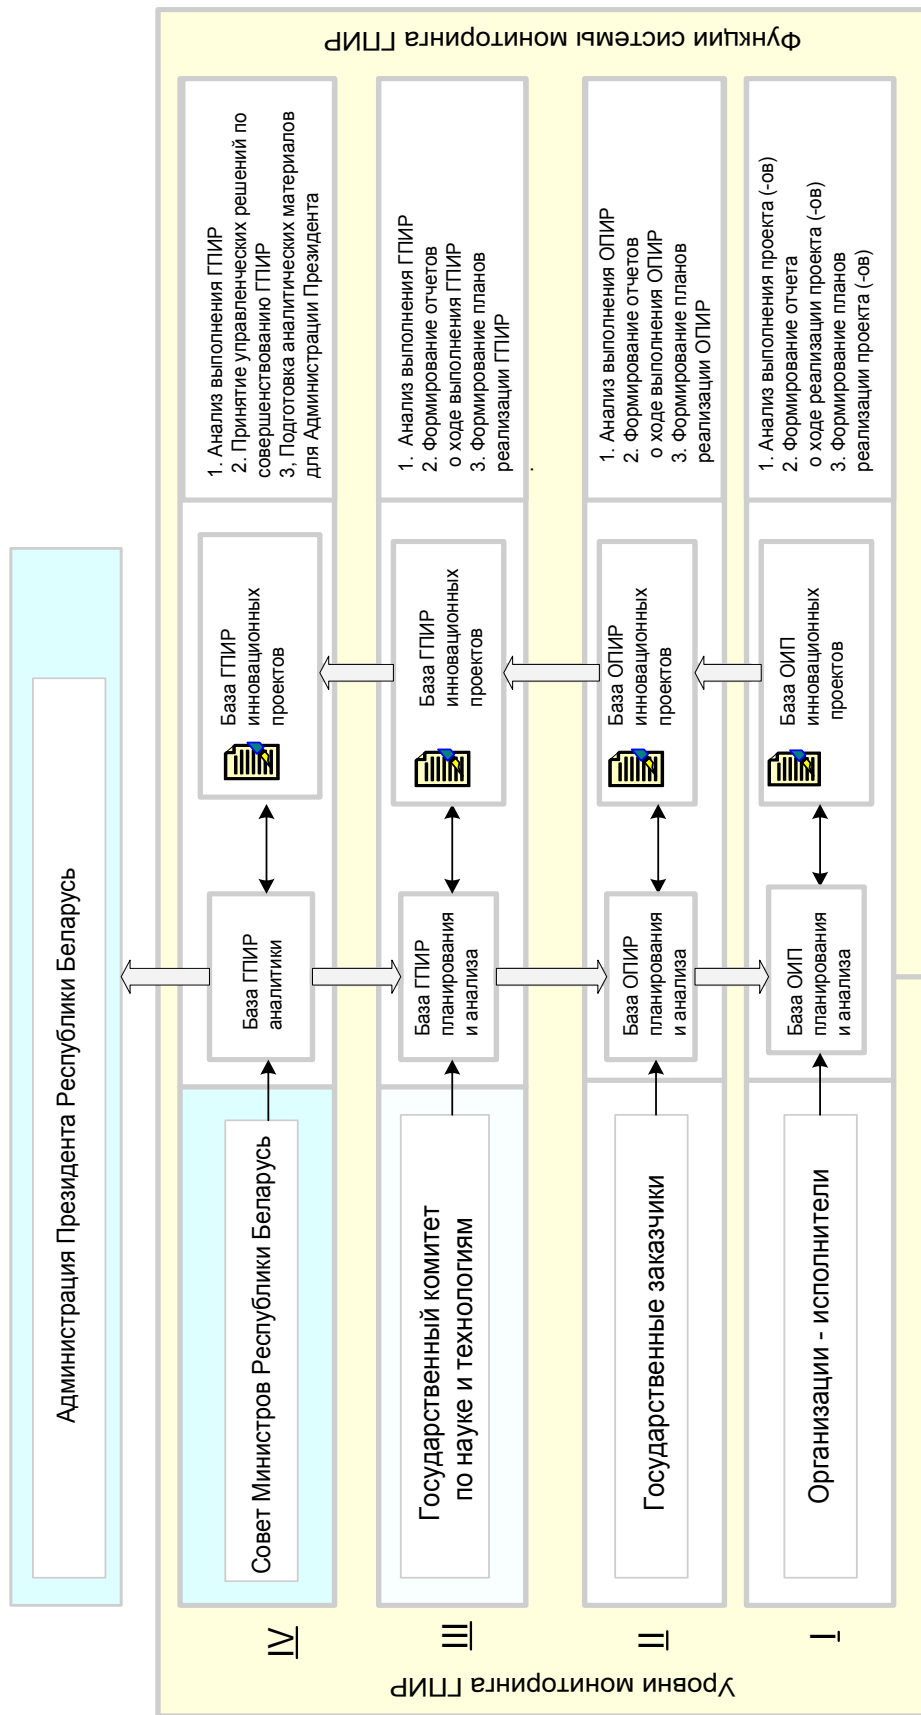 Администрация Президента Республики Беларусь
Уровни мониторинга ГПИР
Функции системы мониторинга ГПИР
IV
Совет Министров Республики Беларусь
База ГПИР
аналитики
База ГПИР
инновационных
проектов
1. Анализ выполнения ГПИР
2. Принятие управленческих решений по
совершенствованию ГПИР
3, Подготовка аналитических материалов
для Администрации Президента
III
Государственный комитет
по науке и технологиям
База ГПИР
планирования
и анализа
База ГПИР
инновационных
проектов
1. Анализ выполнения ГПИР
2. Формирование отчетов
о ходе выполнения ГПИР
3. Формирование планов
реализации ГПИР
.
II
Государственные заказчики
База ОПИР
планирования
и анализа
База ОПИР
инновационных
проектов
1. Анализ выполнения ОПИР
2. Формирование отчетов
о ходе выполнения ОПИР
3. Формирование планов
реализации ОПИР
I
Организации - исполнители
База ОИП
планирования
и анализа
База ОИП
инновационных
проектов
1. Анализ выполнения проекта (-ов)
2. Формирование отчета
о ходе реализации проекта (-ов)
3. Формирование планов
реализации проекта (-ов)